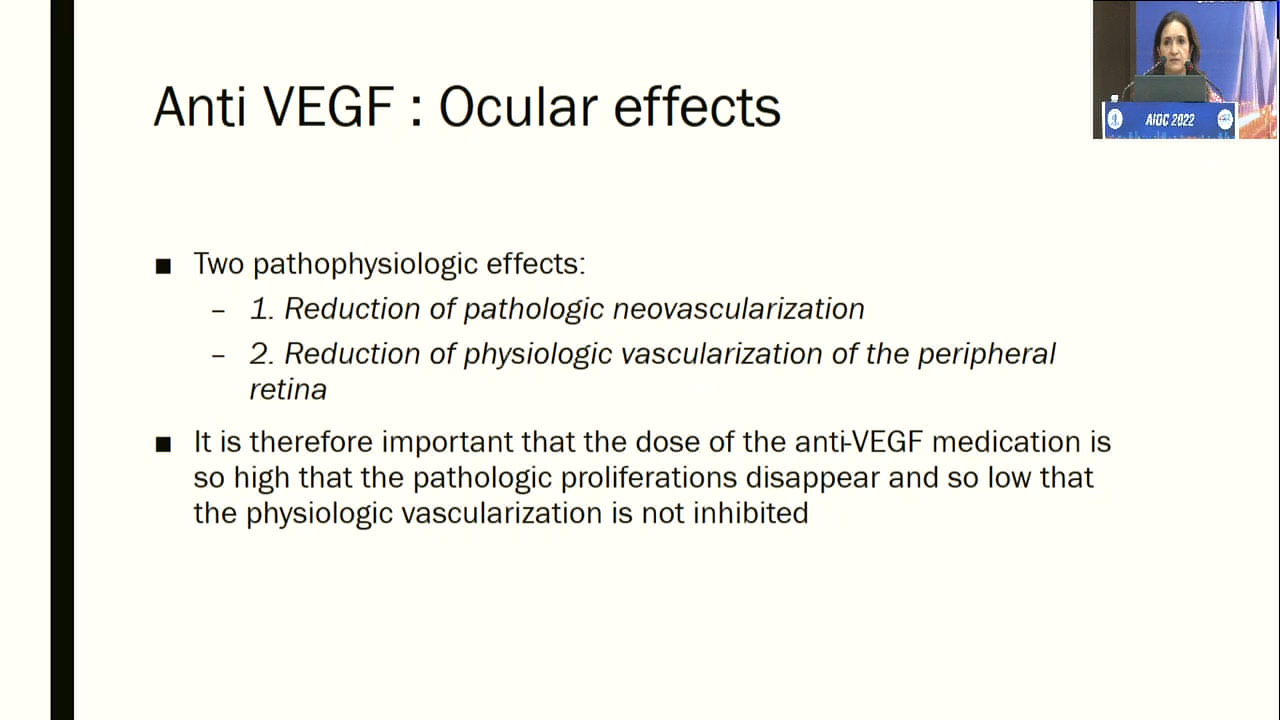 Anti VEGF : Ocular effects
AIOC 2022
■ Two pathophysiologic effects:
– 1. Reduction of pathologic neovascularization
– 2. Reduction of physiologic vascularization of the peripheral
retina
■ It is therefore important that the dose of the anti-VEGF medication is
so high that the pathologic proliferations disappear and so low that
the physiologic vascularization is not inhibited